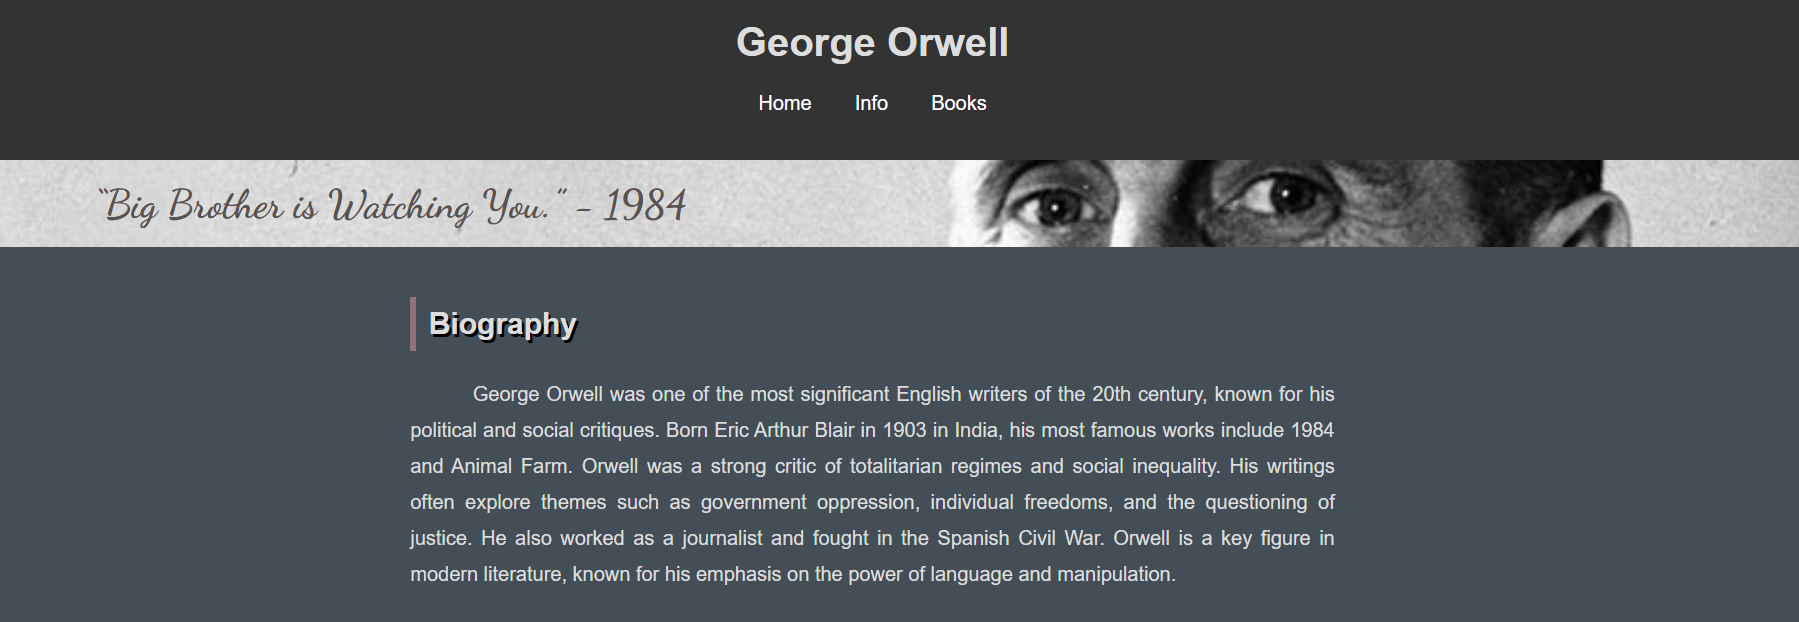 George Orwell
Home Info Books
“Big Brother is Watching You.” - 1984
Biography
George Orwell was one of the most significant English writers of the 20th century, known for his
political and social critiques. Born Eric Arthur Blair in 1903 in India, his most famous works include 1984
and Animal Farm. Orwell was a strong critic of totalitarian regimes and social inequality. His writings
often explore themes such as government oppression, individual freedoms, and the questioning of
justice. He also worked as a journalist and fought in the Spanish Civil War. Orwell is a key figure in
modern literature, known for his emphasis on the power of language and manipulation.